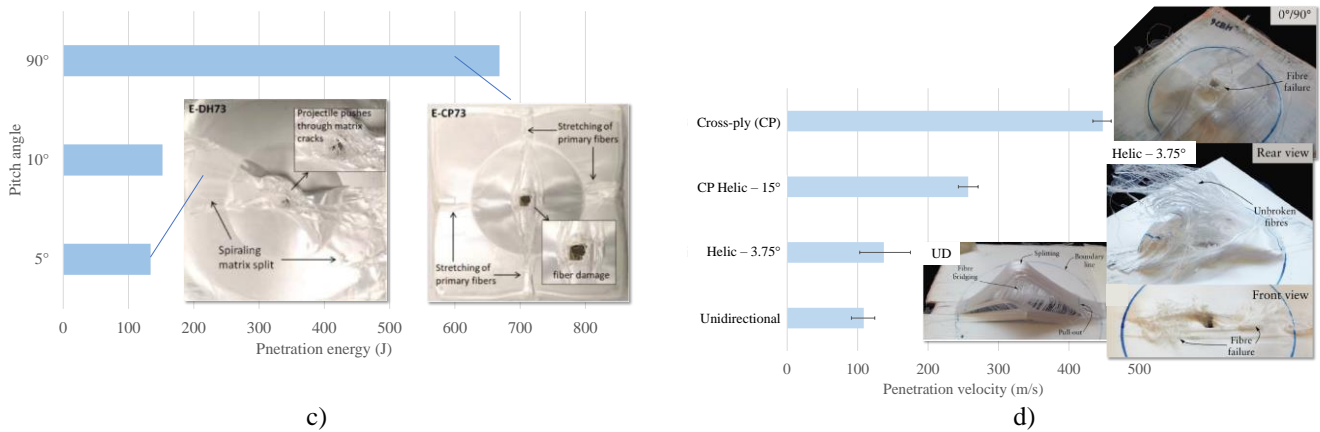 90°
10°
5°
Pitch angle
E-DH73
Projectile pushes
through matrix
cracks
Spiraling
matrix split
E-CP73
Stretching of
primary fibers
Stretching of
primary fibers
fiber damage
0 100 200 300 400 500 600 700 800
Pnetration energy (J)
c)
Cross-ply (CP)
CP Helic – 15°
Helic – 3.75°
Unidirectional
0°/90°
Fibre
failure
Helic – 3.75°
Rear view
Unbroken
fibres
UD
Splitting
Boundary
line
Fibre
bridging
Pull-out
Front view
Fibre
failure
0 100 200 300 400 500
Penetration velocity (m/s)
d)